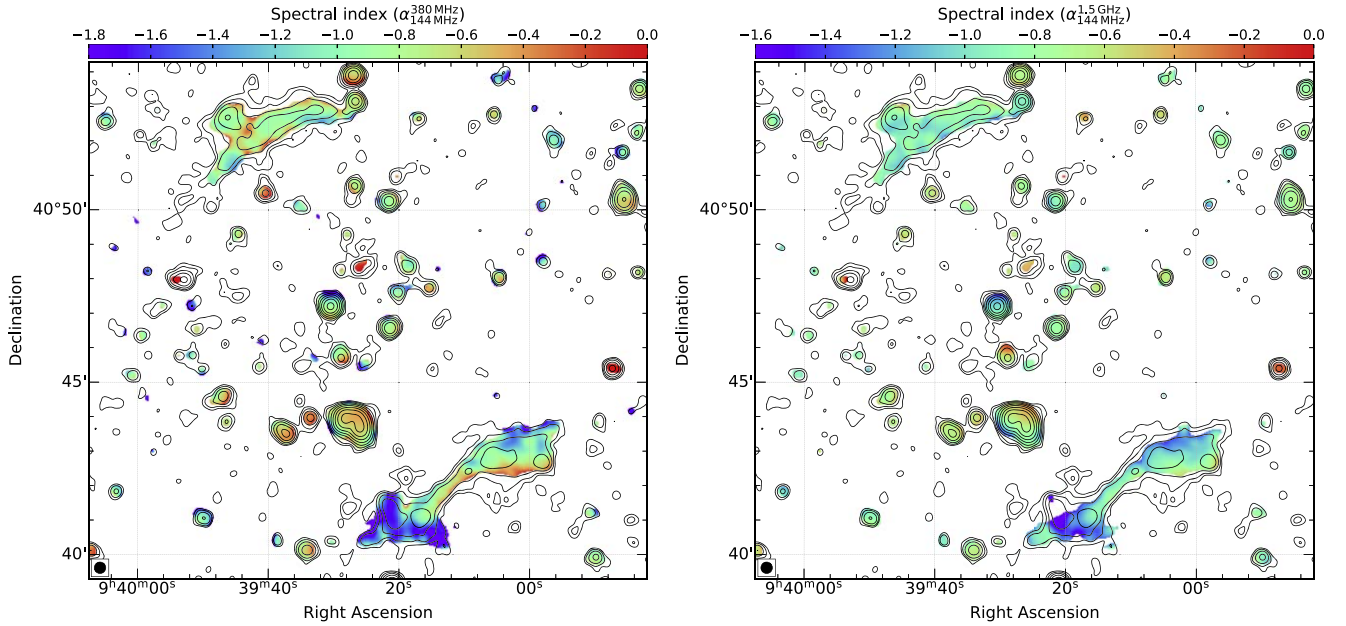 Spectral index (α^{380 MHz}_{144 MHz})
−1.8 −1.6 −1.4 −1.2 −1.0 −0.8 −0.6 −0.4 −0.2 0.0
Declination
40°50'
45'
40'
9ʰ40ᵐ00ˢ 39ᵐ40ˢ 20ˢ 00ˢ
Right Ascension
Spectral index (α^{1.5 GHz}_{144 MHz})
−1.6 −1.4 −1.2 −1.0 −0.8 −0.6 −0.4 −0.2 0.0
Declination
40°50'
45'
40'
9ʰ40ᵐ00ˢ 39ᵐ40ˢ 20ˢ 00ˢ
Right Ascension